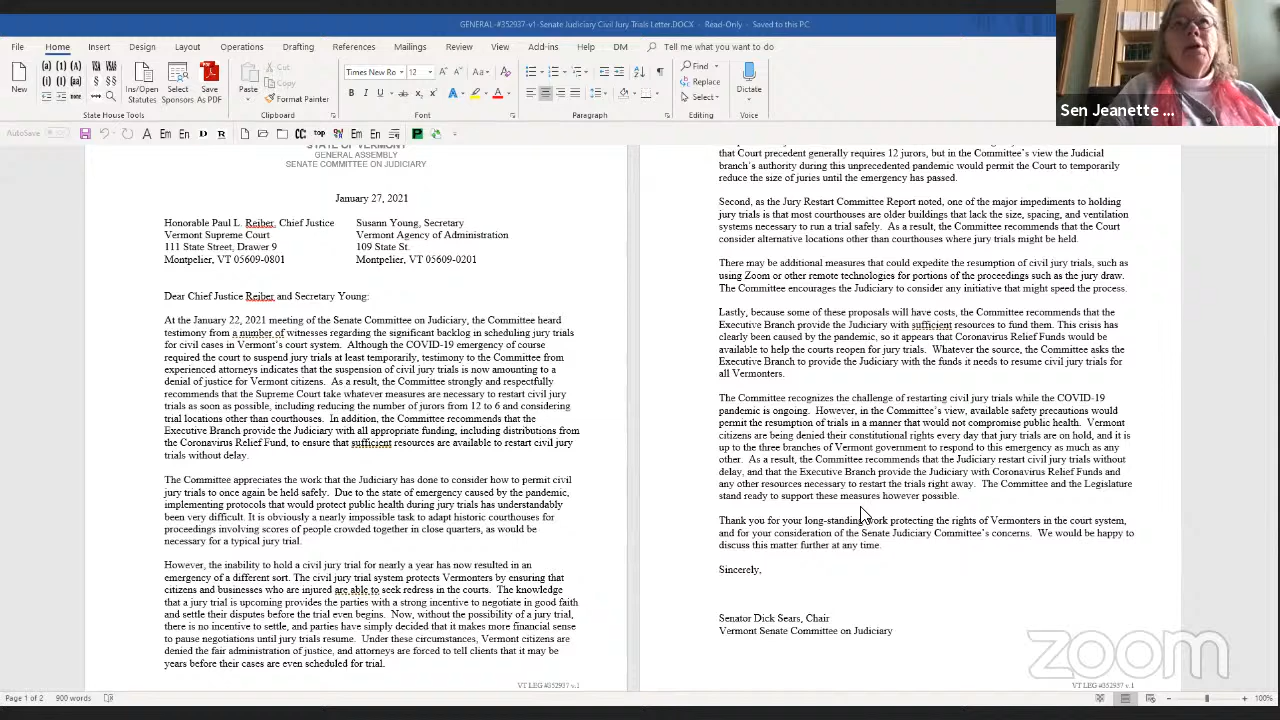 GENERAL-#352937-v1-Senate Judiciary Civil Jury Trials Letter.DOCX - Read-Only - Saved to this PC
File Home Insert Design Layout Operations Drafting References Mailings Review View Add-ins Help DM Tell me what you want to do
New
Ins/Open Statutes
Select Sponsors
Save As PDF
State House Tools
Paste
Cut
Copy
Format Painter
Clipboard
Times New Ro 12
Font
Paragraph
Find
Replace
Select
Editing
Dictate
Voice
Sen Jeanette ...
AutoSave
STATE OF VERMONT
GENERAL ASSEMBLY
SENATE COMMITTEE ON JUDICIARY
January 27, 2021
Honorable Paul L. Reiber, Chief Justice Susann Young, Secretary
Vermont Supreme Court Vermont Agency of Administration
111 State Street, Drawer 9 109 State St.
Montpelier, VT 05609-0801 Montpelier, VT 05609-0201
Dear Chief Justice Reiber and Secretary Young:
At the January 22, 2021 meeting of the Senate Committee on Judiciary, the Committee heard
testimony from a number of witnesses regarding the significant backlog in scheduling jury trials
for civil cases in Vermont's court system. Although the COVID-19 emergency of course
required the court to suspend jury trials at least temporarily, testimony to the Committee from
experienced attorneys indicates that the suspension of civil jury trials is now amounting to a
denial of justice for Vermont citizens. As a result, the Committee strongly and respectfully
recommends that the Supreme Court take whatever measures are necessary to restart civil jury
trials as soon as possible, including reducing the number of jurors from 12 to 6 and considering
trial locations other than courthouses. In addition, the Committee recommends that the
Executive Branch provide the Judiciary with all appropriate funding, including distributions from
the Coronavirus Relief Fund, to ensure that sufficient resources are available to restart civil jury
trials without delay.
The Committee appreciates the work that the Judiciary has done to consider how to permit civil
jury trials to once again be held safely. Due to the state of emergency caused by the pandemic,
implementing protocols that would protect public health during jury trials has understandably
been very difficult. It is obviously a nearly impossible task to adapt historic courthouses for
proceedings involving scores of people crowded together in close quarters, as would be
necessary for a typical jury trial.
However, the inability to hold a civil jury trial for nearly a year has now resulted in an
emergency of a different sort. The civil jury trial system protects Vermonters by ensuring that
citizens and businesses who are injured are able to seek redress in the courts. The knowledge
that a jury trial is upcoming provides the parties with a strong incentive to negotiate in good faith
and settle their disputes before the trial even begins. Now, without the possibility of a jury trial,
there is no incentive to settle, and parties have simply decided that it makes more financial sense
to pause negotiations until jury trials resume. Under these circumstances, Vermont citizens are
denied the fair administration of justice, and attorneys are forced to tell clients that it may be
years before their cases are even scheduled for trial.
VT LEG #352937 v.1
that Court precedent generally requires 12 jurors, but in the Committee's view the Judicial
branch's authority during this unprecedented pandemic would permit the Court to temporarily
reduce the size of juries until the emergency has passed.
Second, as the Jury Restart Committee Report noted, one of the major impediments to holding
jury trials is that most courthouses are older buildings that lack the size, spacing, and ventilation
systems necessary to run a trial safely. As a result, the Committee recommends that the Court
consider alternative locations other than courthouses where jury trials might be held.
There may be additional measures that could expedite the resumption of civil jury trials, such as
using Zoom or other remote technologies for portions of the proceedings such as the jury draw.
The Committee encourages the Judiciary to consider any initiative that might speed the process.
Lastly, because some of these proposals will have costs, the Committee recommends that the
Executive Branch provide the Judiciary with sufficient resources to fund them. This crisis has
clearly been caused by the pandemic, so it appears that Coronavirus Relief Funds would be
available to help the courts reopen for jury trials. Whatever the source, the Committee asks the
Executive Branch to provide the Judiciary with the funds it needs to resume civil jury trials for
all Vermonters.
The Committee recognizes the challenge of restarting civil jury trials while the COVID-19
pandemic is ongoing. However, in the Committee's view, available safety precautions would
permit the resumption of trials in a manner that would not compromise public health. Vermont
citizens are being denied their constitutional rights every day that jury trials are on hold, and it is
up to the three branches of Vermont government to respond to this emergency as much as any
other. As a result, the Committee recommends that the Judiciary restart civil jury trials without
delay, and that the Executive Branch provide the Judiciary with Coronavirus Relief Funds and
any other resources necessary to restart the trials right away. The Committee and the Legislature
stand ready to support these measures however possible.
Thank you for your long-standing work protecting the rights of Vermonters in the court system,
and for your consideration of the Senate Judiciary Committee's concerns. We would be happy to
discuss this matter further at any time.
Sincerely,
Senator Dick Sears, Chair
Vermont Senate Committee on Judiciary
VT LEG #352937 v.1
zoom
Page 1 of 2 900 words
100%